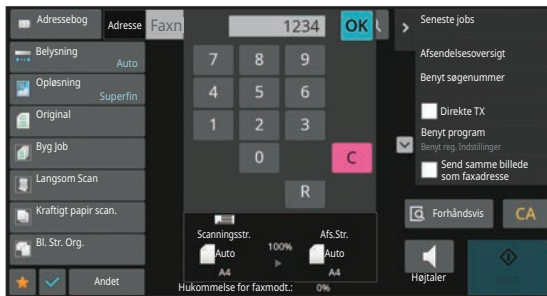 Adressebog
Adresse
Faxn
1234
OK
Belysning
Auto
Opløsning
Superfin
Original
Byg Job
Langsom Scan
Kraftigt papir scan.
Bl. Str. Org.
Andet
7 8 9
4 5 6
1 2 3
0 C
R
Scanningsstr.
Auto
A4
100%
Afs.Str.
Auto
A4
Hukommelse for faxmodt.: 0%
Seneste jobs
Afsendelsesoversigt
Benyt søgenummer
Direkte TX
Benyt program
Benyt reg. Indstillinger
Send samme billede
som faxadresse
Forhåndsvis
CA
Højtaler